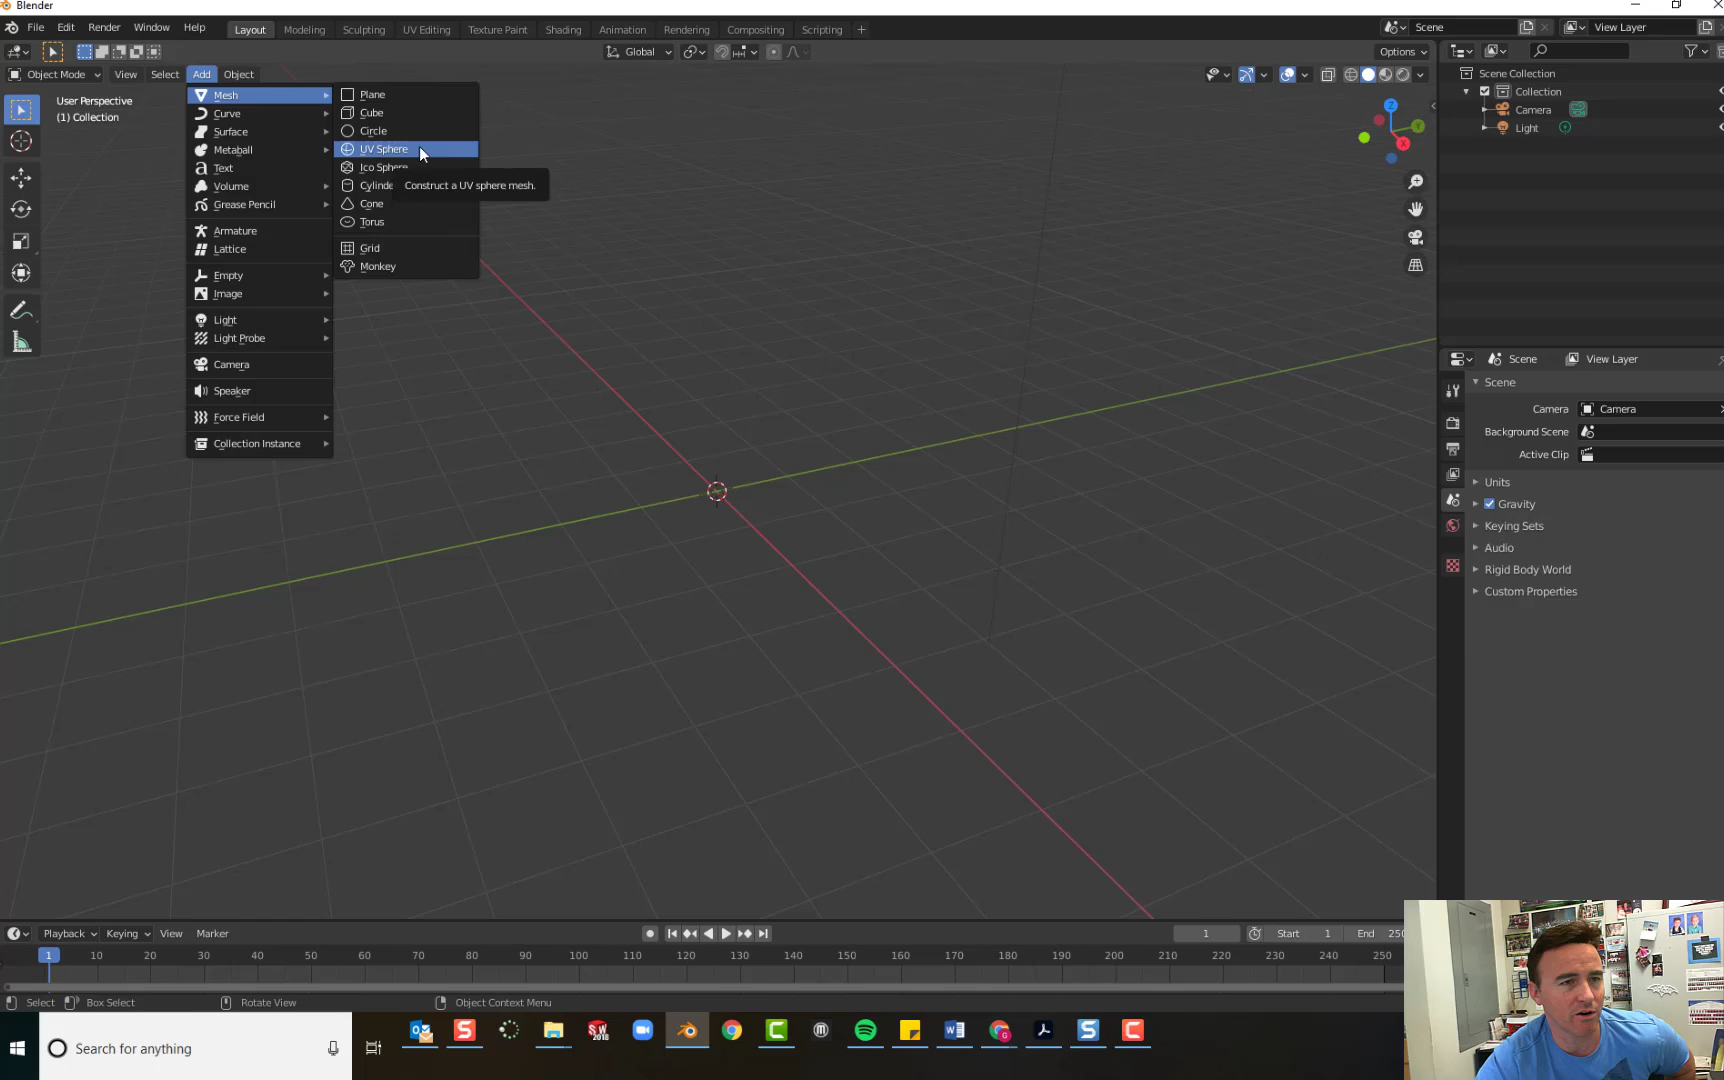 Blender
File Edit Render Window Help Layout Modeling Sculpting UV Editing Texture Paint Shading Animation Rendering Compositing Scripting + Scene View Layer
Global Options
Object Mode View Select Add Object
User Perspective
(1) Collection
Mesh
Curve
Surface
Metaball
Text
Volume
Grease Pencil
Armature
Lattice
Empty
Image
Light
Light Probe
Camera
Speaker
Force Field
Collection Instance
Plane
Cube
Circle
UV Sphere
Ico Sphere
Cylinde
Cone
Torus
Grid
Monkey
Construct a UV sphere mesh.
Z
Y
X
Scene Collection
Collection
Camera
Light
Scene View Layer
Scene
Camera Camera
Background Scene
Active Clip
Units
Gravity
Keying Sets
Audio
Rigid Body World
Custom Properties
Playback Keying View Marker 1 Start 1 End 250
1 10 20 30 40 50 60 70 80 90 100 110 120 130 140 150 160 170 180 190 200 210 220 230 240 250
Select Box Select Rotate View Object Context Menu
Search for anything
SW
2018